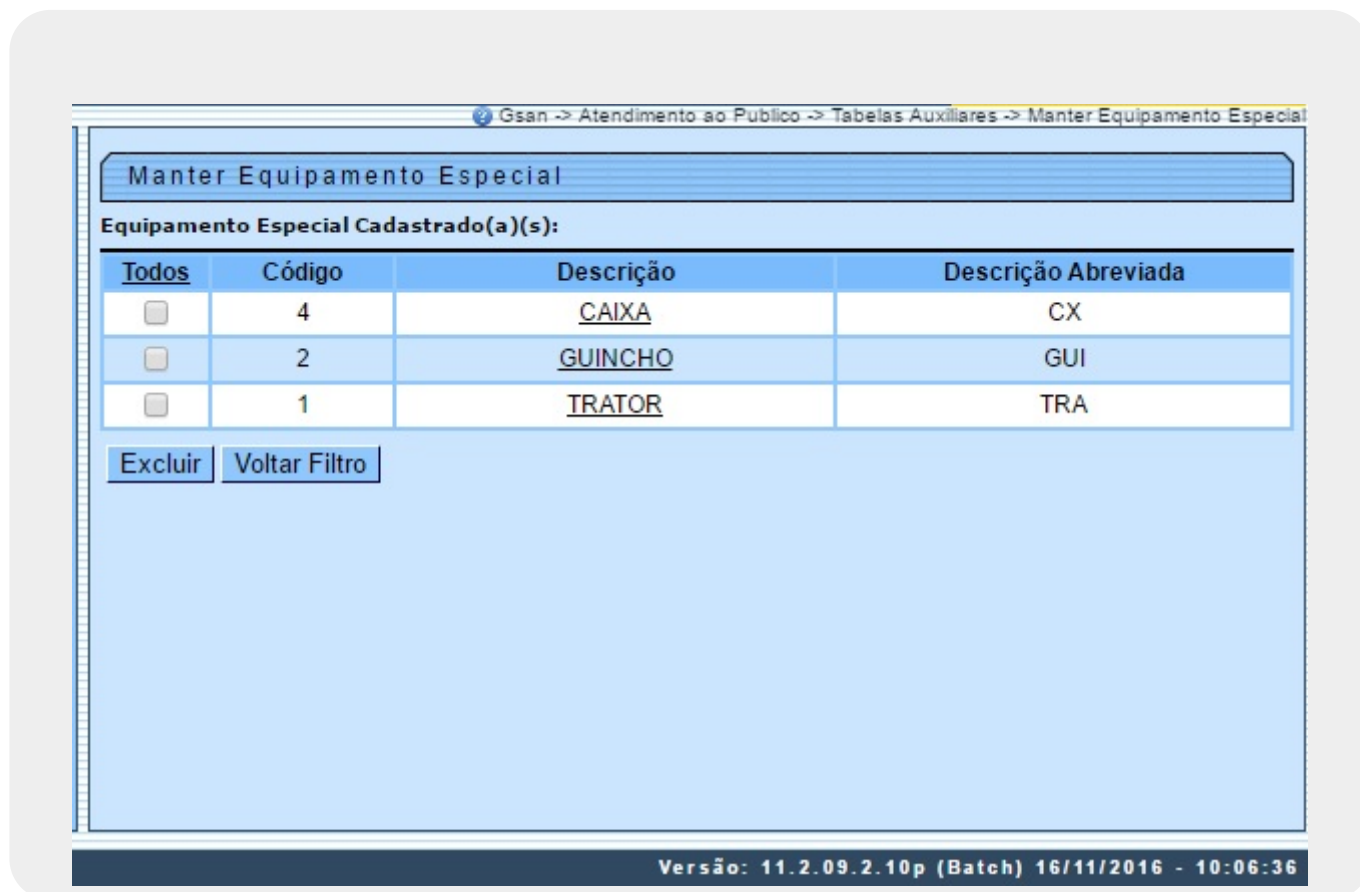 Gsan -> Atendimento ao Publico -> Tabelas Auxiliares -> Manter Equipamento Especial
Manter Equipamento Especial
Equipamento Especial Cadastrado(a)(s):
Todos Código Descrição Descrição Abreviada
4 CAIXA CX
2 GUINCHO GUI
1 TRATOR TRA
Excluir Voltar Filtro
Versão: 11.2.09.2.10p (Batch) 16/11/2016 - 10:06:36